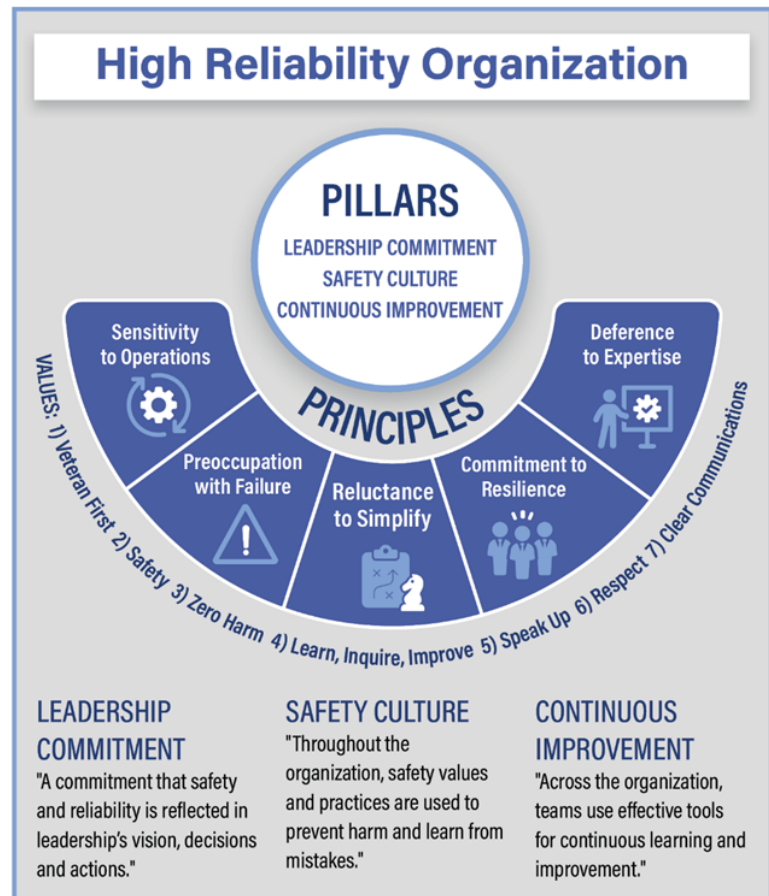 High Reliability Organization
PILLARS
LEADERSHIP COMMITMENT
SAFETY CULTURE
CONTINUOUS IMPROVEMENT
PRINCIPLES
Sensitivity
to Operations
Preoccupation
with Failure
Reluctance
to Simplify
Commitment to
Resilience
Deference
to Expertise
VALUES: 1) Veteran First 2) Safety 3) Zero Harm 4) Learn, Inquire, Improve 5) Speak Up 6) Respect 7) Clear Communications
LEADERSHIP
COMMITMENT
"A commitment that safety
and reliability is reflected in
leadership's vision, decisions
and actions."
SAFETY CULTURE
"Throughout the
organization, safety values
and practices are used to
prevent harm and learn from
mistakes."
CONTINUOUS
IMPROVEMENT
"Across the organization,
teams use effective tools
for continuous learning and
improvement."